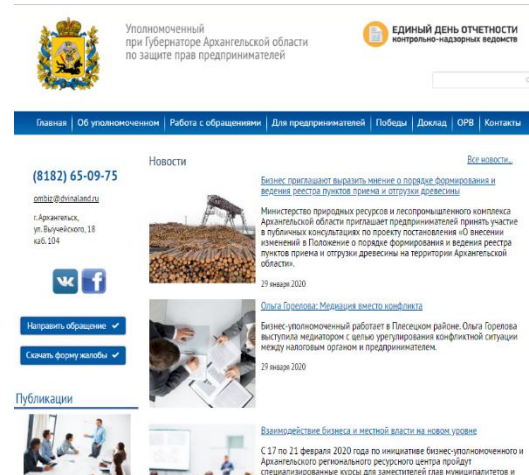 Уполномоченный
при Губернаторе Архангельской области
по защите прав предпринимателей
ЕДИНЫЙ ДЕНЬ ОТЧЕТНОСТИ
контрольно-надзорных ведомств
Главная
Об уполномоченном
Работа с обращениями
Для предпринимателей
Победы
Доклад
ОРВ
Контакты
(8182) 65-09-75
ombiz@dvinaland.ru
г.Архангельск,
ул. Выучейского, 18
каб. 104
Направить обращение
Скачать форму жалобы
Публикации
Новости
Все новости...
Бизнес приглашают выразить мнение о порядке формирования и
ведения реестра пунктов приема и отгрузки древесины
Министерство природных ресурсов и лесопромышленного комплекса
Архангельской области приглашает предпринимателей принять участие
в публичных консультациях по проекту постановления «О внесении
изменений в Положение о порядке формирования и ведения реестра
пунктов приема и отгрузки древесины на территории Архангельской
области».
29 января 2020
Ольга Горелова: Медиация вместо конфликта
Бизнес-уполномоченный работает в Плесецком районе. Ольга Горелова
выступила медиатором с целью урегулирования конфликтной ситуации
между налоговым органом и предпринимателем.
29 января 2020
Взаимодействие бизнеса и местной власти на новом уровне
С 17 по 21 февраля 2020 года по инициативе бизнес-уполномоченного и
Архангельского регионального ресурсного центра пройдут
специализированные курсы для заместителей глав муниципалитетов и